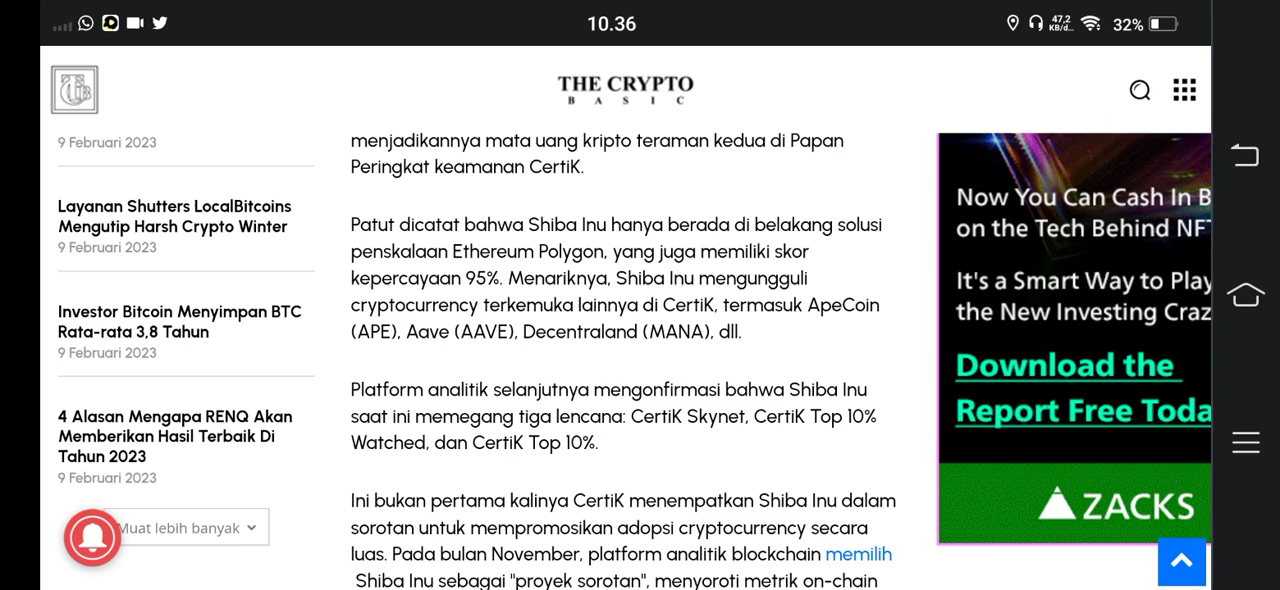 10.36
47,2
KB/d...
32%
THE CRYPTO
BASIC
9 Februari 2023
Layanan Shutters LocalBitcoins
Mengutip Harsh Crypto Winter
9 Februari 2023
Investor Bitcoin Menyimpan BTC
Rata-rata 3,8 Tahun
9 Februari 2023
4 Alasan Mengapa RENQ Akan
Memberikan Hasil Terbaik Di
Tahun 2023
9 Februari 2023
Muat lebih banyak
menjadikannya mata uang kripto teraman kedua di Papan
Peringkat keamanan CertiK.
Patut dicatat bahwa Shiba Inu hanya berada di belakang solusi
penskalaan Ethereum Polygon, yang juga memiliki skor
kepercayaan 95%. Menariknya, Shiba Inu mengungguli
cryptocurrency terkemuka lainnya di CertiK, termasuk ApeCoin
(APE), Aave (AAVE), Decentraland (MANA), dll.
Platform analitik selanjutnya mengonfirmasi bahwa Shiba Inu
saat ini memegang tiga lencana: CertiK Skynet, CertiK Top 10%
Watched, dan CertiK Top 10%.
Ini bukan pertama kalinya CertiK menempatkan Shiba Inu dalam
sorotan untuk mempromosikan adopsi cryptocurrency secara
luas. Pada bulan November, platform analitik blockchain memilih
Shiba Inu sebagai "proyek sorotan", menyoroti metrik on-chain
Now You Can Cash In B
on the Tech Behind NF
It's a Smart Way to Play
the New Investing Craz
Download the
Report Free Toda
ZACKS